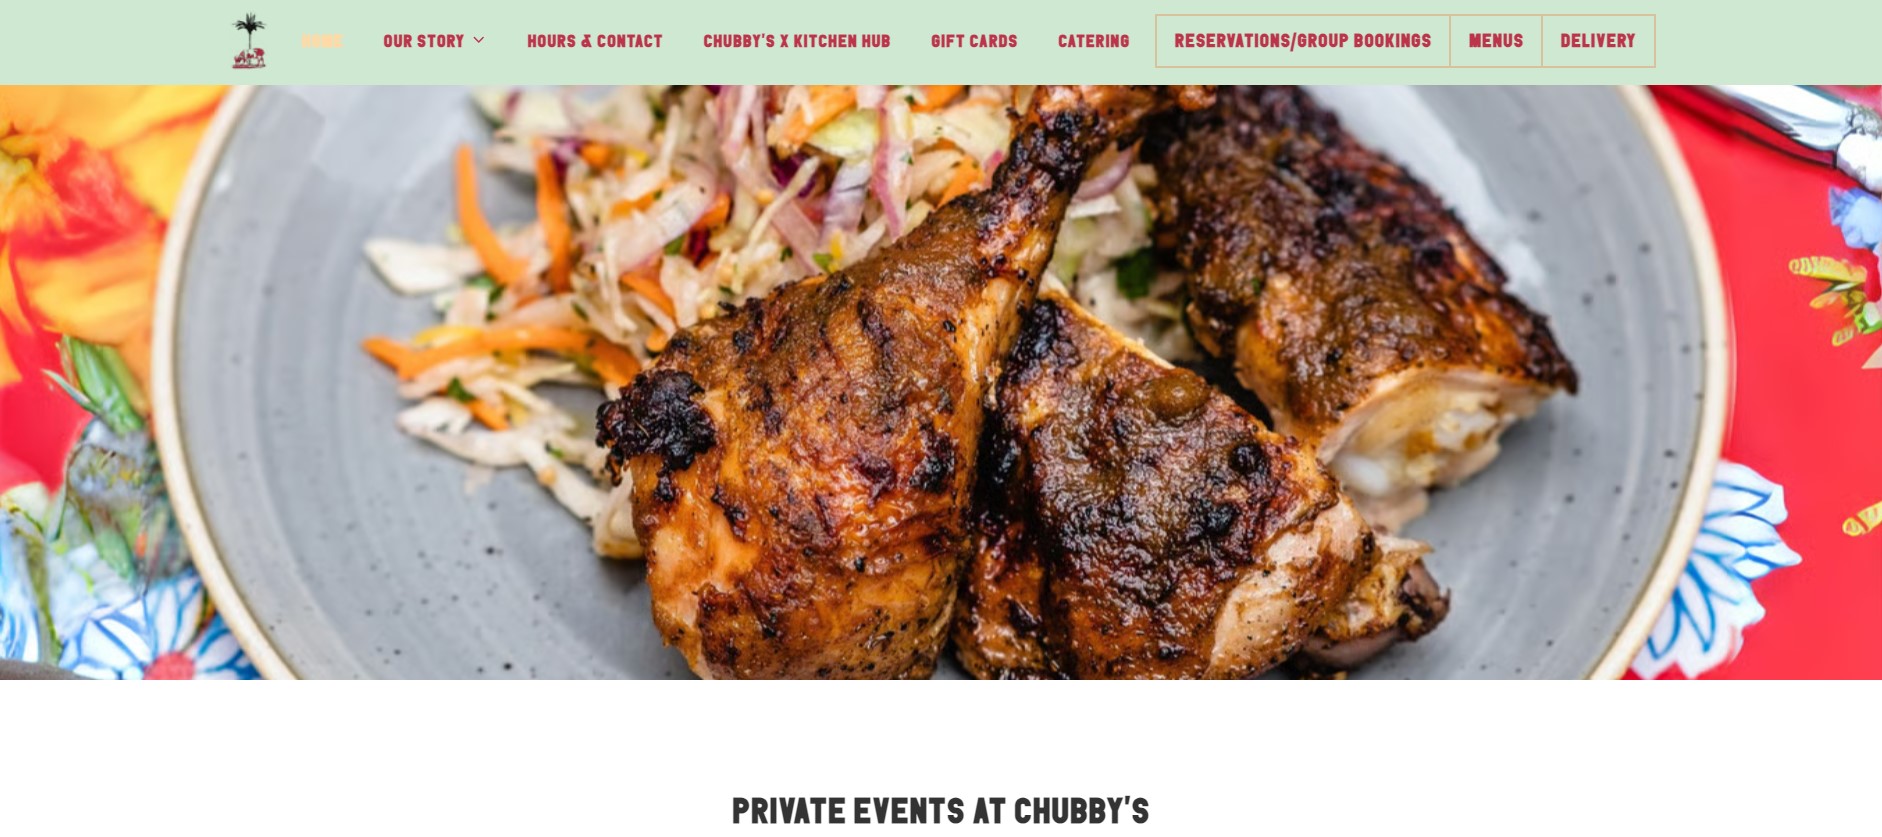 HOME
OUR STORY
HOURS & CONTACT
CHUBBY'S X KITCHEN HUB
GIFT CARDS
CATERING
RESERVATIONS/GROUP BOOKINGS
MENUS
DELIVERY
PRIVATE EVENTS AT CHUBBY'S